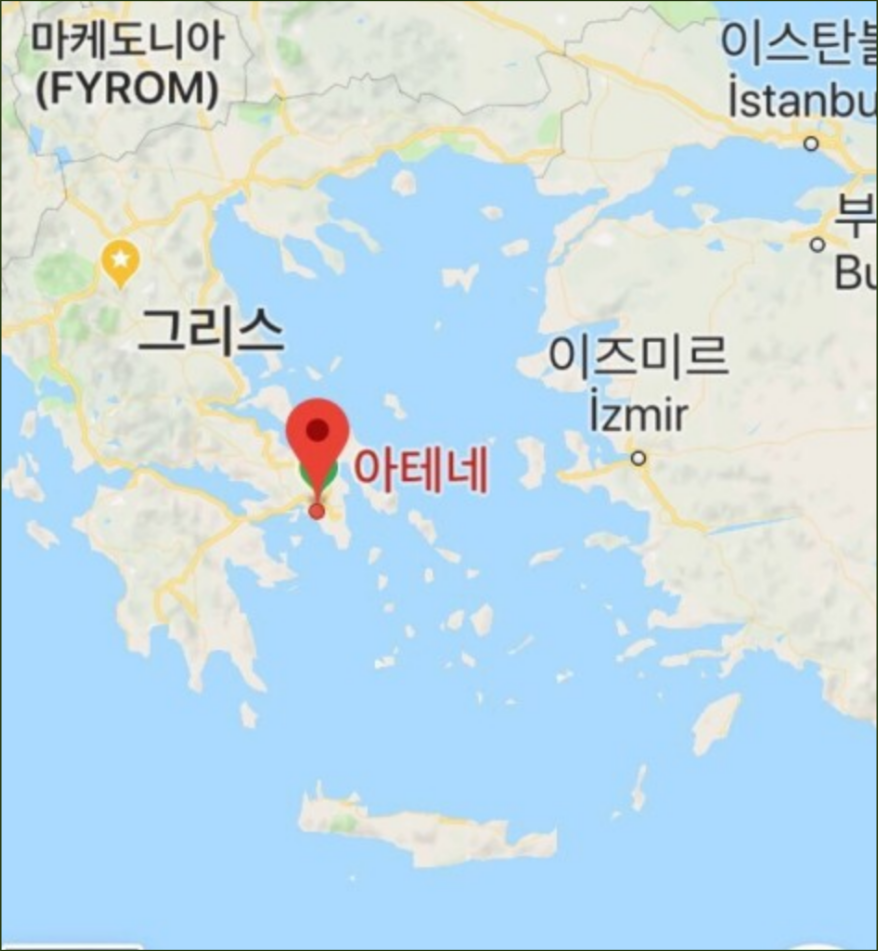 마케도니아
(FYROM)
이스탄불
İstanbu
부
Bu
그리스
이즈미르
İzmir
아테네